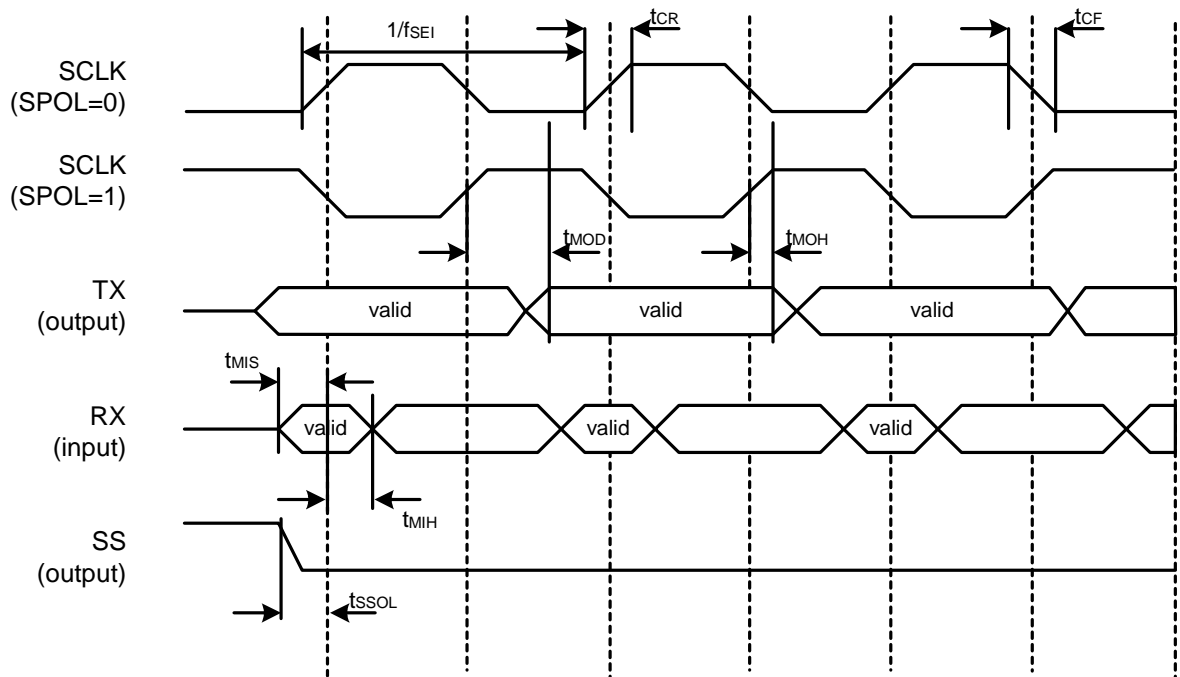 tCR
tCF
1/fSEI
SCLK
(SPOL=0)
SCLK
(SPOL=1)
tMOD
tMOH
TX
(output)
valid
valid
valid
tMIS
RX
(input)
valid
valid
valid
tMIH
SS
(output)
tSSOL